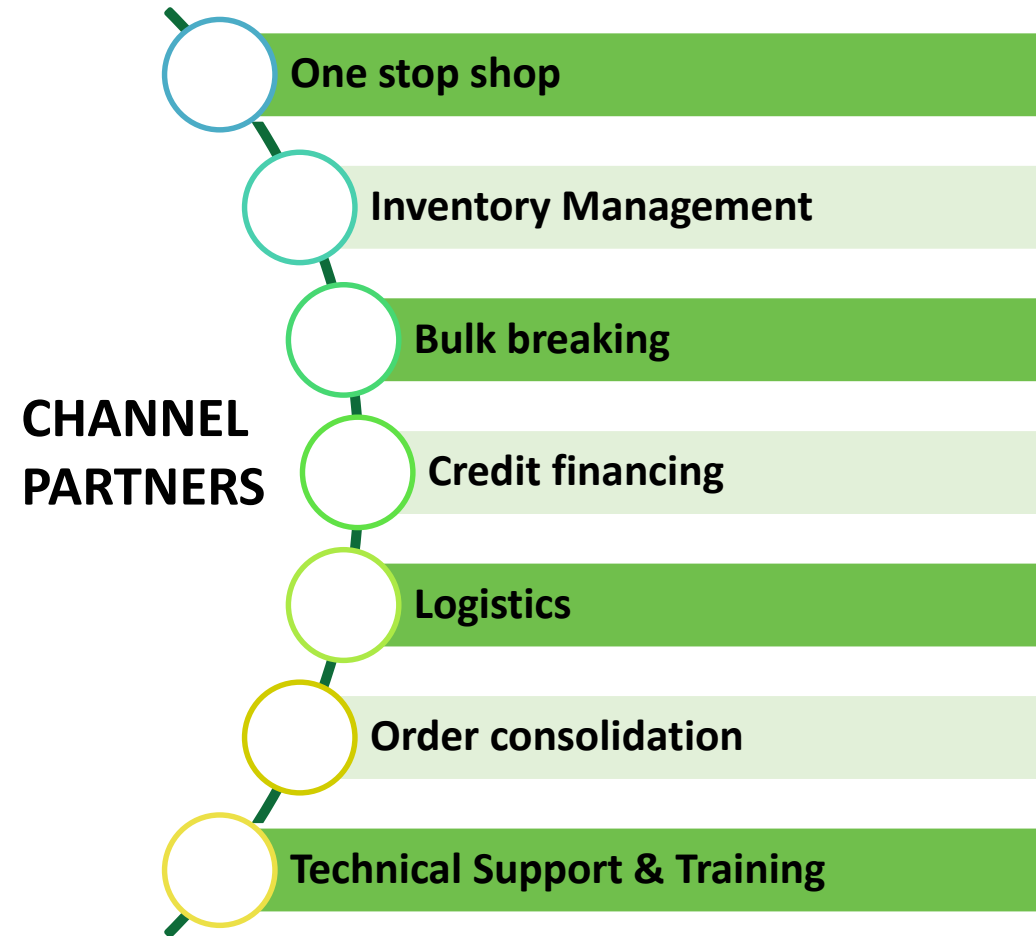 One stop shop
Inventory Management
Bulk breaking
CHANNEL
PARTNERS
Credit financing
Logistics
Order consolidation
Technical Support & Training